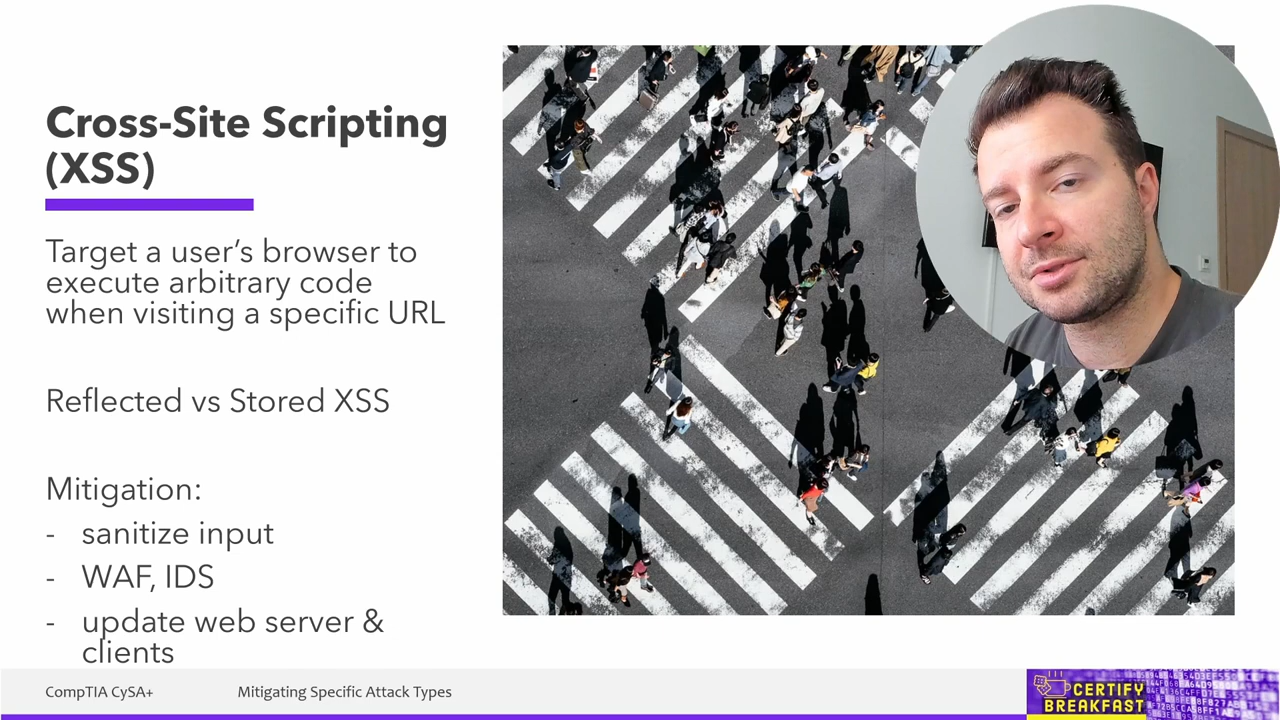 Cross-Site Scripting
(XSS)
Target a user’s browser to
execute arbitrary code
when visiting a specific URL
Reflected vs Stored XSS
Mitigation:
- sanitize input
- WAF, IDS
- update web server &
clients
CompTIA CySA+
Mitigating Specific Attack Types
CERTIFY
BREAKFAST